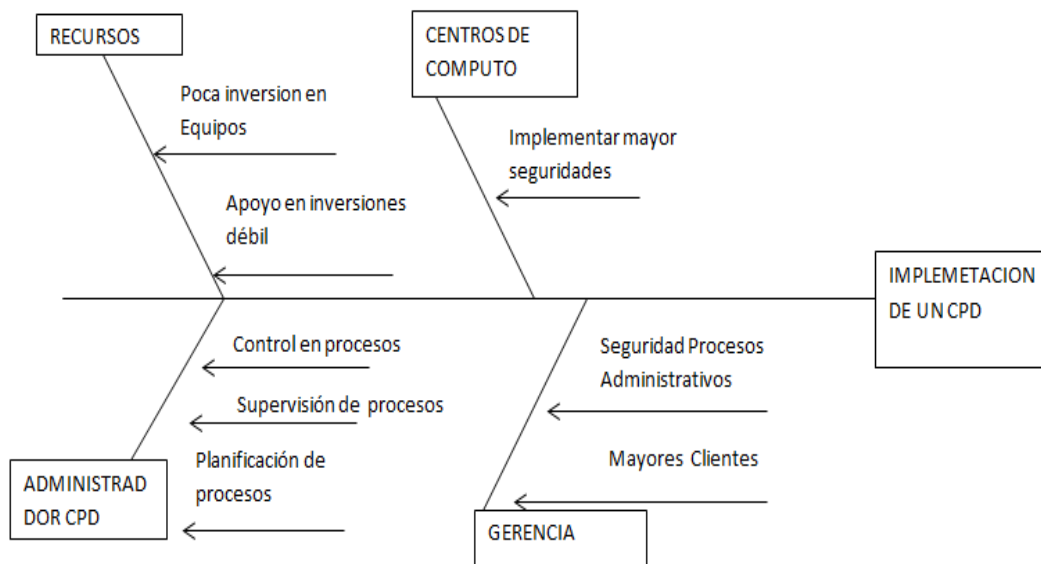 RECURSOS
Poca inversion en
Equipos
Apoyo en inversiones
débil
CENTROS DE
COMPUTO
Implementar mayor
seguridades
IMPLEMETACION
DE UN CPD
Control en procesos
Supervisión de procesos
Planificación de
procesos
ADMINISTRAD
DOR CPD
Seguridad Procesos
Administrativos
Mayores Clientes
GERENCIA